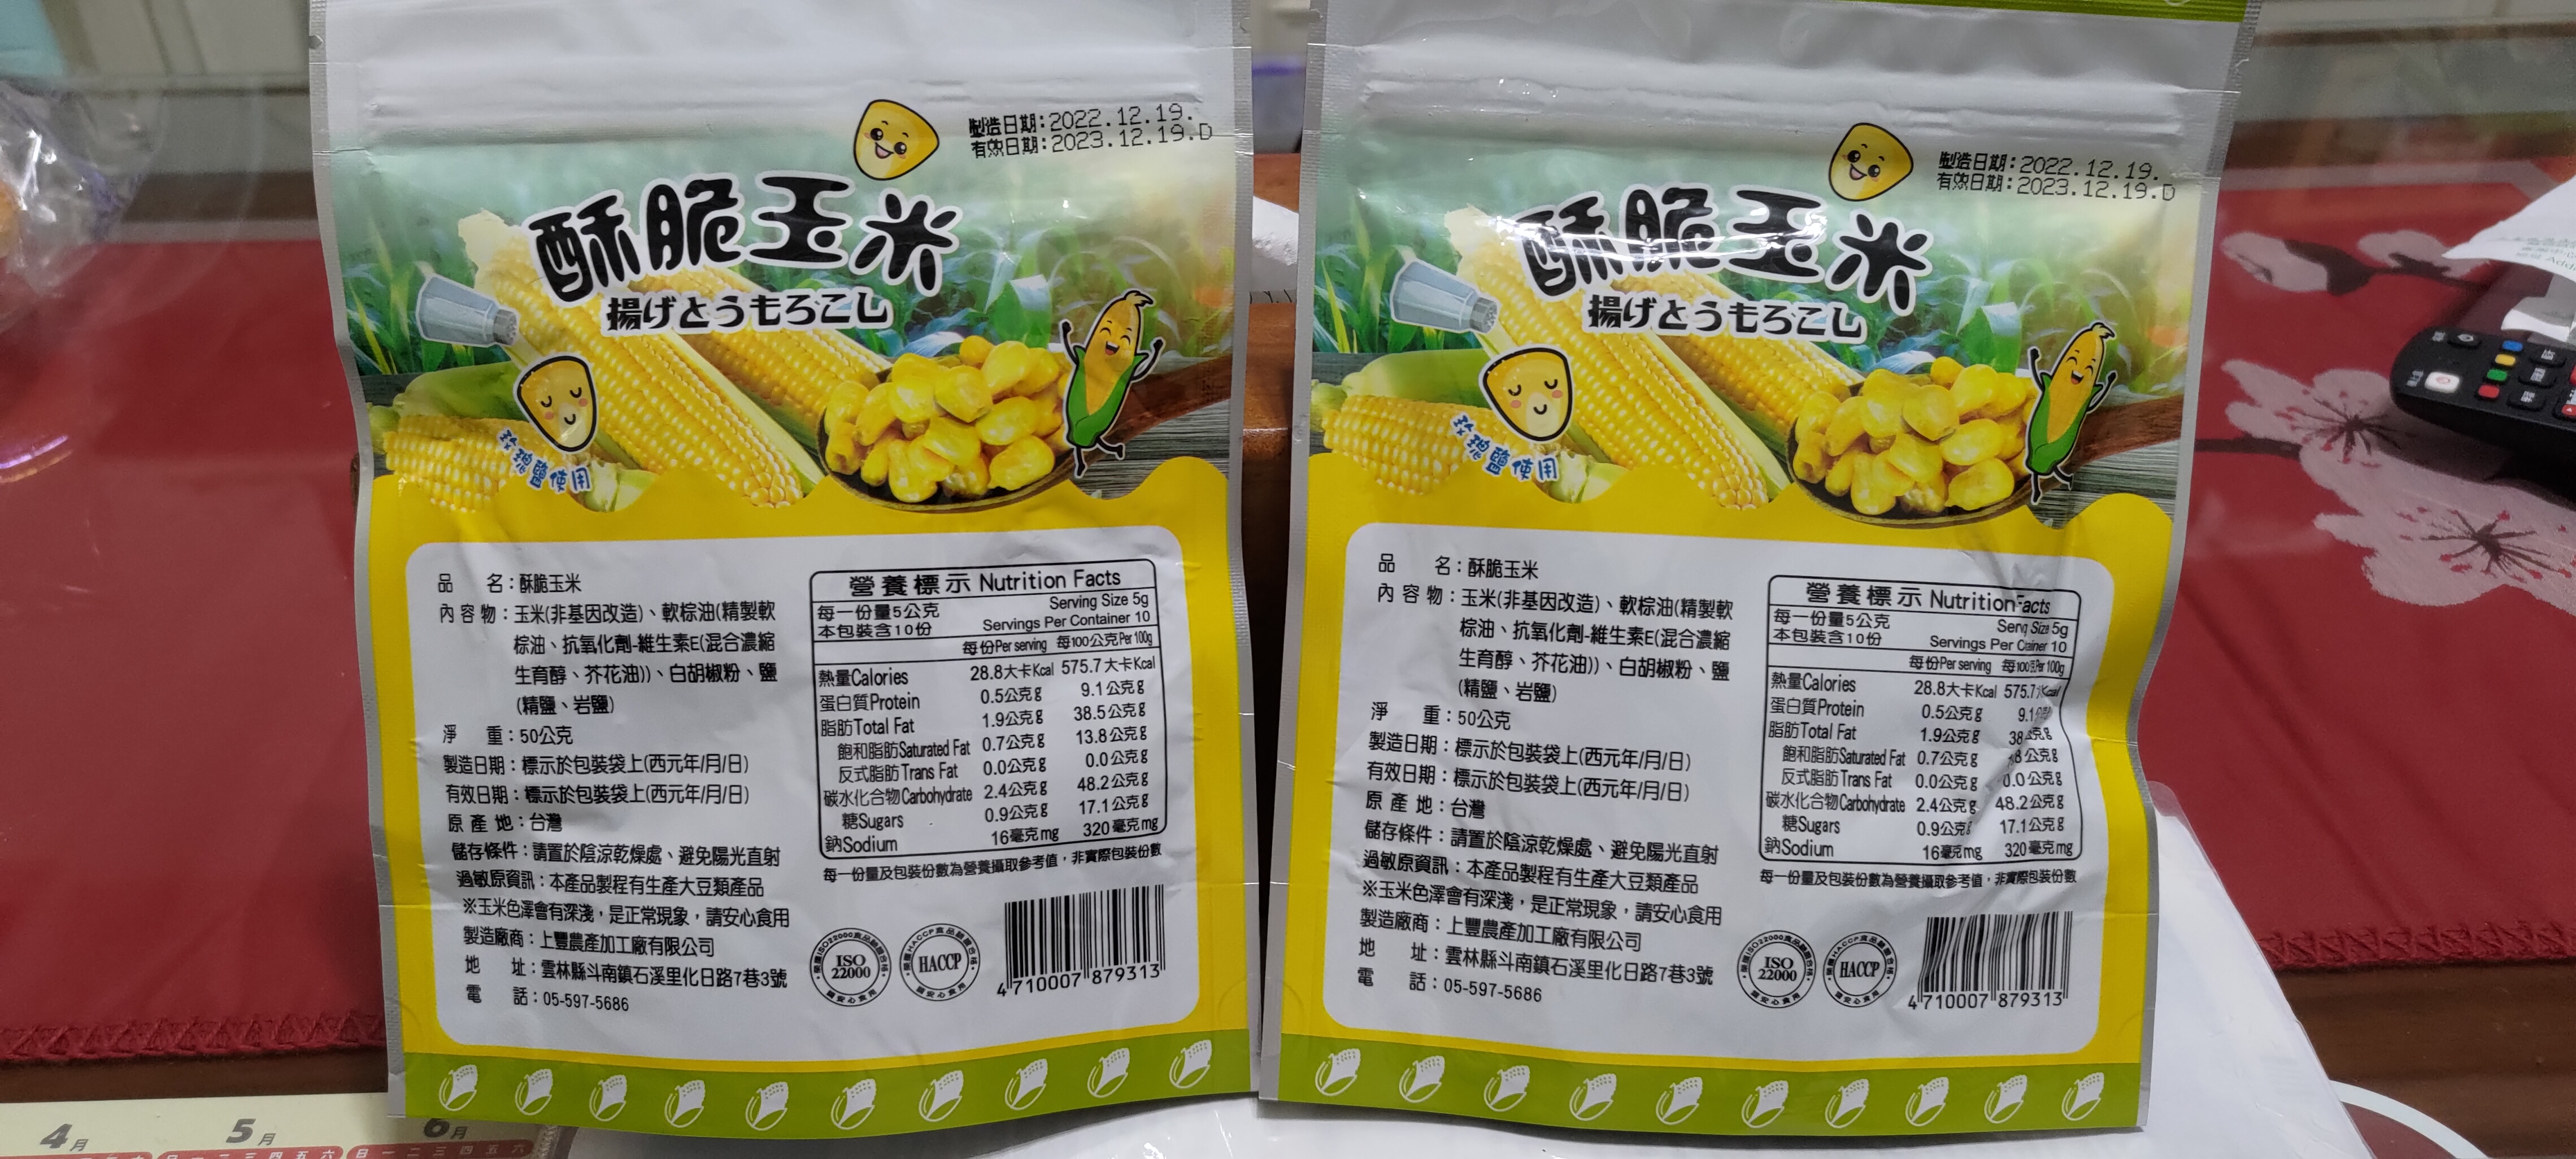 製造日期:2022.12.19.
有效日期:2023.12.19.D
酥脆玉米
揚げとうもろこし
玫瑰鹽使用
品 名:酥脆玉米
內容物:玉米(非基因改造)、軟棕油(精製軟
棕油、抗氧化劑-維生素E(混合濃縮
生育醇、芥花油))、白胡椒粉、鹽
(精鹽、岩鹽)
淨 重:50公克
製造日期:標示於包裝袋上(西元年/月/日)
有效日期:標示於包裝袋上(西元年/月/日)
原產地:台灣
儲存條件:請置於陰涼乾燥處、避免陽光直射
過敏原資訊:本產品製程有生產大豆類產品
※玉米色澤會有深淺,是正常現象,請安心食用
製造廠商:上豐農產加工廠有限公司
地 址:雲林縣斗南鎮石溪里化日路7巷3號
電 話:05-597-5686
營養標示 Nutrition Facts
每一份量5公克 Serving Size 5g
本包裝含10份 Servings Per Container 10
每份Per serving 每100公克Per 100g
熱量Calories 28.8大卡Kcal 575.7大卡Kcal
蛋白質Protein 0.5公克g 9.1公克g
脂肪Total Fat 1.9公克g 38.5公克g
飽和脂肪Saturated Fat 0.7公克g 13.8公克g
反式脂肪Trans Fat 0.0公克g 0.0公克g
碳水化合物Carbohydrate 2.4公克g 48.2公克g
糖Sugars 0.9公克g 17.1公克g
鈉Sodium 16毫克mg 320毫克mg
每一份量及包裝份數為營養攝取參考值,非實際包裝份數
ISO
22000
HACCP
4710007879313
製造日期:2022.12.19.
有效日期:2023.12.19.D
酥脆玉米
揚げとうもろこし
玫瑰鹽使用
品 名:酥脆玉米
內容物:玉米(非基因改造)、軟棕油(精製軟
棕油、抗氧化劑-維生素E(混合濃縮
生育醇、芥花油))、白胡椒粉、鹽
(精鹽、岩鹽)
淨 重:50公克
製造日期:標示於包裝袋上(西元年/月/日)
有效日期:標示於包裝袋上(西元年/月/日)
原產地:台灣
儲存條件:請置於陰涼乾燥處、避免陽光直射
過敏原資訊:本產品製程有生產大豆類產品
※玉米色澤會有深淺,是正常現象,請安心食用
製造廠商:上豐農產加工廠有限公司
地 址:雲林縣斗南鎮石溪里化日路7巷3號
電 話:05-597-5686
營養標示 Nutrition Facts
每一份量5公克 Size 5g
本包裝含10份 Servings Per 10
每份Per serving Per 100g
熱量Calories 28.8大卡Kcal 575.7 Kcal
蛋白質Protein 0.5公克g 9.1
脂肪Total Fat 1.9公克g 38
飽和脂肪Saturated Fat 0.7公克g 公克g
反式脂肪Trans Fat 0.0公克g 0.0公克g
碳水化合物Carbohydrate 2.4公克g 48.2公克g
糖Sugars 0.9公克g 17.1公克g
鈉Sodium 16毫克mg 320毫克mg
每一份量及包裝份數為營養攝取參考值,非實際包裝份數
ISO
22000
HACCP
4710007879313
4月 5月 6月
日 一 二 三 四 五 六